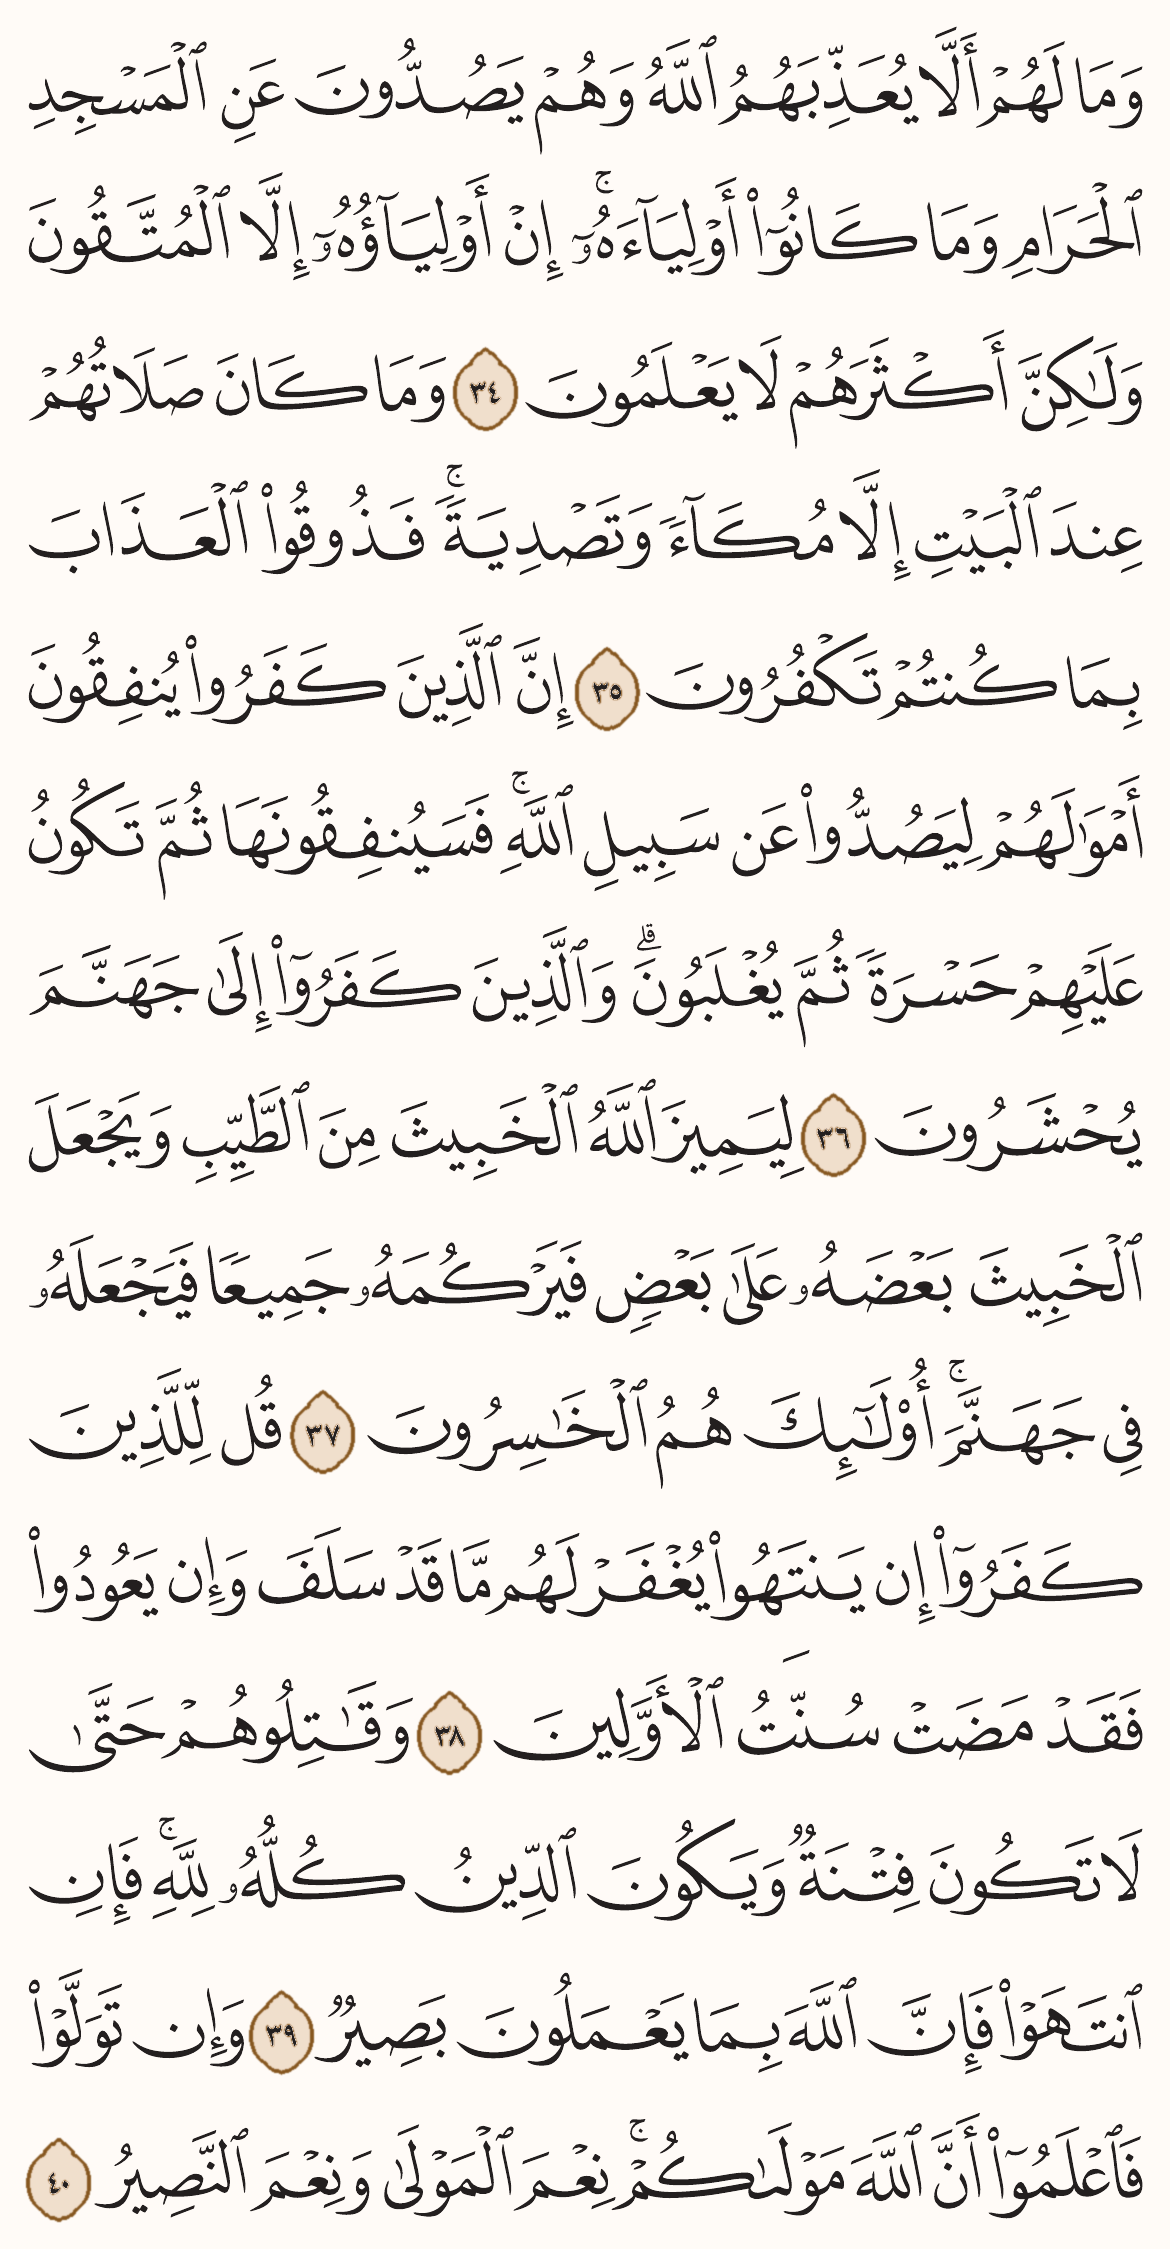 وَمَا لَهُمۡ أَلَّا يُعَذِّبَهُمُ ٱللَّهُ وَهُمۡ يَصُدُّونَ عَنِ ٱلۡمَسۡجِدِ
ٱلۡحَرَامِ وَمَا كَانُوٓاْ أَوۡلِيَآءَهُۥٓۚ إِنۡ أَوۡلِيَآؤُهُۥٓ إِلَّا ٱلۡمُتَّقُونَ
وَلَٰكِنَّ أَكۡثَرَهُمۡ لَا يَعۡلَمُونَ ٣٤ وَمَا كَانَ صَلَاتُهُمۡ
عِندَ ٱلۡبَيۡتِ إِلَّا مُكَآءٗ وَتَصۡدِيَةٗۚ فَذُوقُواْ ٱلۡعَذَابَ
بِمَا كُنتُمۡ تَكۡفُرُونَ ٣٥ إِنَّ ٱلَّذِينَ كَفَرُواْ يُنفِقُونَ
أَمۡوَٰلَهُمۡ لِيَصُدُّواْ عَن سَبِيلِ ٱللَّهِۚ فَسَيُنفِقُونَهَا ثُمَّ تَكُونُ
عَلَيۡهِمۡ حَسۡرَةٗ ثُمَّ يُغۡلَبُونَۗ وَٱلَّذِينَ كَفَرُوٓاْ إِلَىٰ جَهَنَّمَ
يُحۡشَرُونَ ٣٦ لِيَمِيزَ ٱللَّهُ ٱلۡخَبِيثَ مِنَ ٱلطَّيِّبِ وَيَجۡعَلَ
ٱلۡخَبِيثَ بَعۡضَهُۥ عَلَىٰ بَعۡضٖ فَيَرۡكُمَهُۥ جَمِيعٗا فَيَجۡعَلَهُۥ
فِي جَهَنَّمَۚ أُوْلَٰٓئِكَ هُمُ ٱلۡخَٰسِرُونَ ٣٧ قُل لِّلَّذِينَ
كَفَرُوٓاْ إِن يَنتَهُواْ يُغۡفَرۡ لَهُم مَّا قَدۡ سَلَفَ وَإِن يَعُودُواْ
فَقَدۡ مَضَتۡ سُنَّتُ ٱلۡأَوَّلِينَ ٣٨ وَقَٰتِلُوهُمۡ حَتَّىٰ
لَا تَكُونَ فِتۡنَةٞ وَيَكُونَ ٱلدِّينُ كُلُّهُۥ لِلَّهِۚ فَإِنِ
ٱنتَهَوۡاْ فَإِنَّ ٱللَّهَ بِمَا يَعۡمَلُونَ بَصِيرٞ ٣٩ وَإِن تَوَلَّوۡاْ
فَٱعۡلَمُوٓاْ أَنَّ ٱللَّهَ مَوۡلَىٰكُمۡۚ نِعۡمَ ٱلۡمَوۡلَىٰ وَنِعۡمَ ٱلنَّصِيرُ ٤٠